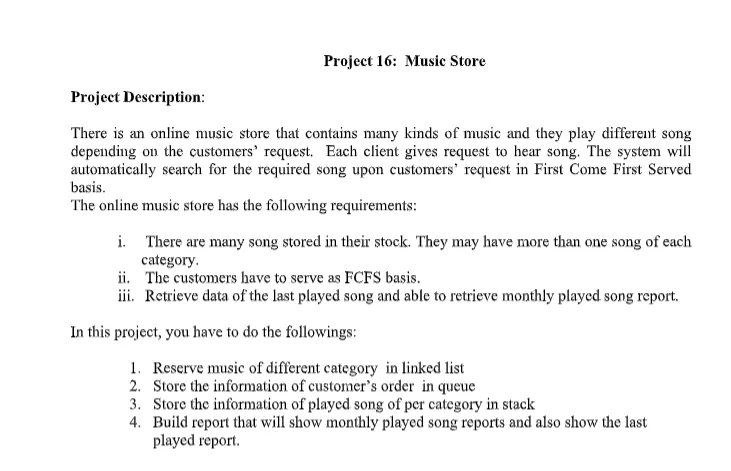 Project 16: Music Store
Project Description:
There is an online music store that contains many kinds of music and they play different song
depending on the customers' request. Each client gives request to hear song. The system will
automatically search for the required song upon customers' request in First Come First Served
basis.
The online music store has the following requirements:
i. There are many song stored in their stock. They may have more than one song of each
category.
ii. The customers have to serve as FCFS basis.
iii. Retrieve data of the last played song and able to retrieve monthly played song report.
In this project, you have to do the followings:
1. Reserve music of different category in linked list
2. Store the information of customer's order in queue
3. Store the information of played song of per category in stack
4. Build report that will show monthly played song reports and also show the last
played report.